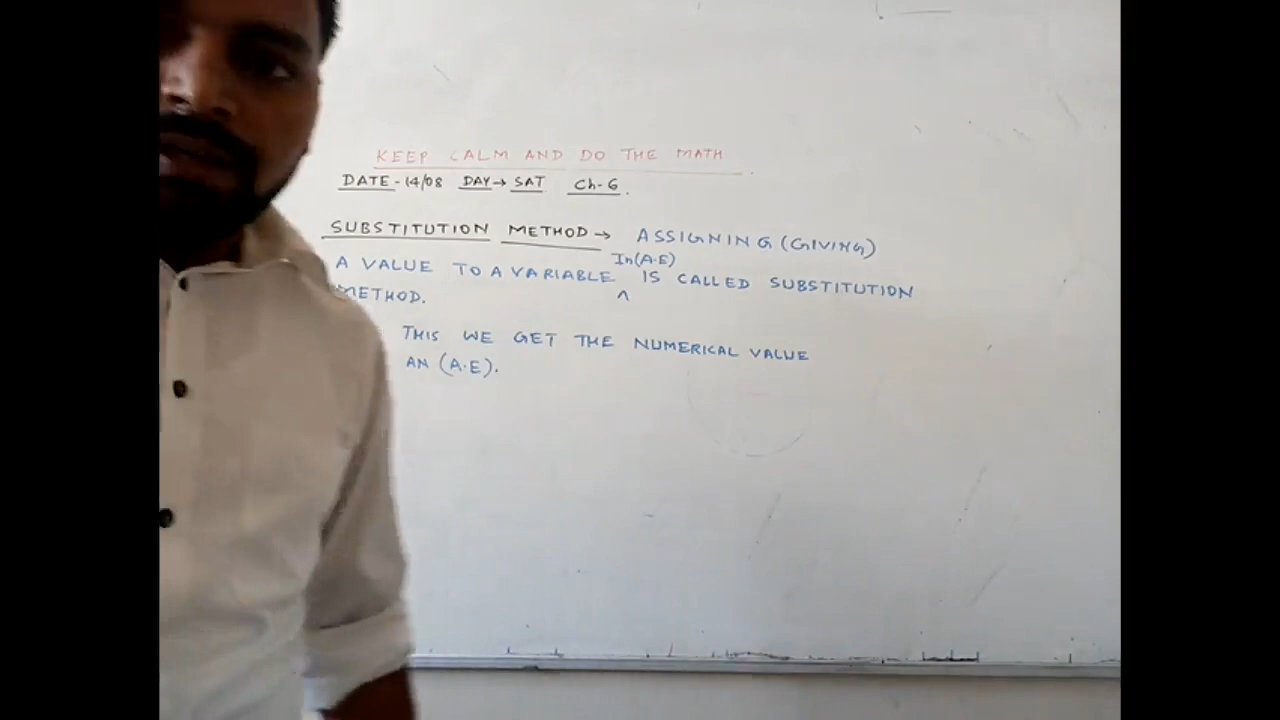 KEEP CALM AND DO THE MATH
DATE - 14/08 DAY → SAT Ch-6.
SUBSTITUTION METHOD → ASSIGNING (GIVING)
In (A.E)
A VALUE TO A VARIABLE ^ IS CALLED SUBSTITUTION
METHOD.
THIS WE GET THE NUMERICAL VALUE
AN (A.E).